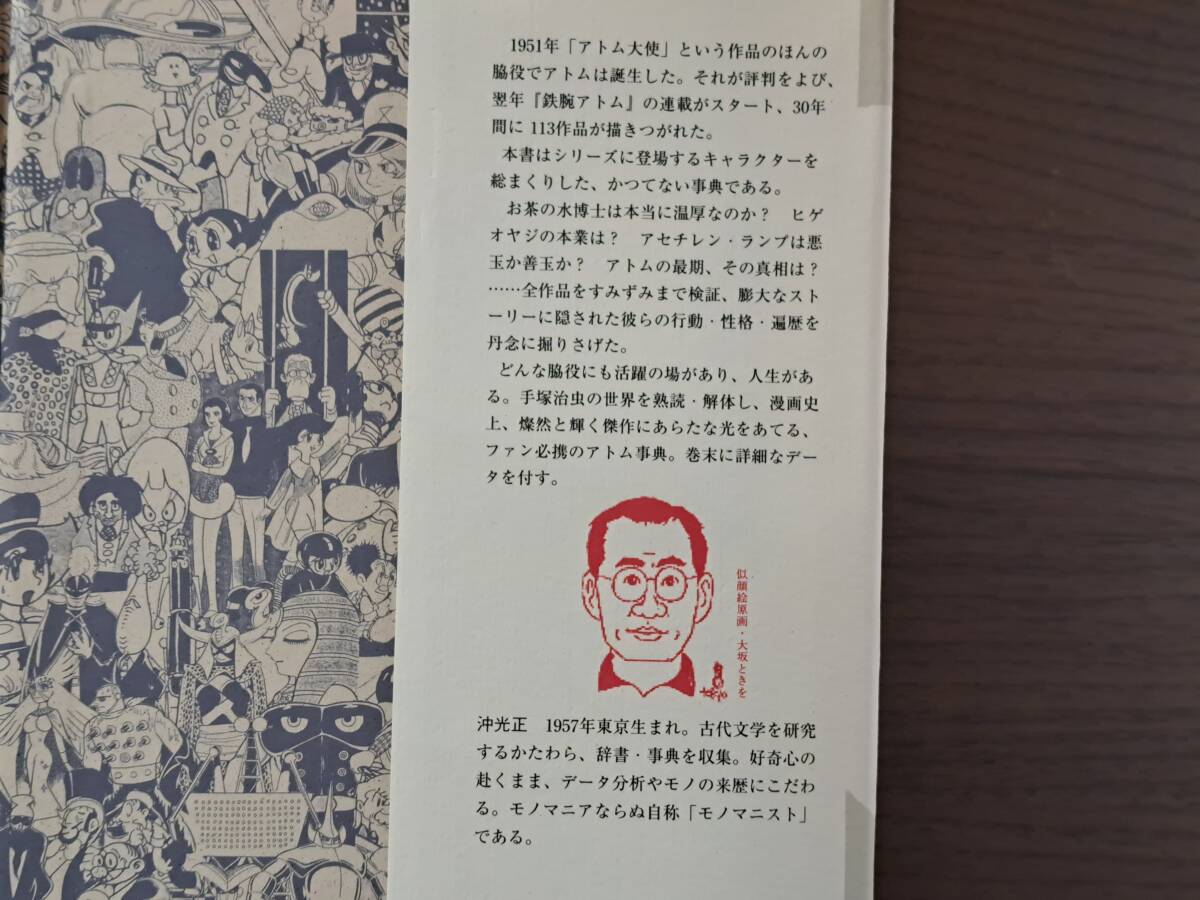 1951年「アトム大使」という作品のほんの
脇役でアトムは誕生した。それが評判をよび、
翌年『鉄腕アトム』の連載がスタート、30年
間に 113作品が描きつがれた。
本書はシリーズに登場するキャラクターを
総まくりした、かつてない事典である。
お茶の水博士は本当に温厚なのか？　ヒゲ
オヤジの本業は？　アセチレン・ランプは悪
玉か善玉か？　アトムの最期、その真相は？
……全作品をすみずみまで検証、膨大なスト
ーリーに隠された彼らの行動・性格・遍歴を
丹念に掘りさげた。
どんな脇役にも活躍の場があり、人生があ
る。手塚治虫の世界を熟読・解体し、漫画史
上、燦然と輝く傑作にあらたな光をあてる、
ファン必携のアトム事典。巻末に詳細なデー
タを付す。
似顔絵原画・大坂ときを
沖光正　1957年東京生まれ。古代文学を研究
するかたわら、辞書・事典を収集。好奇心の
赴くまま、データ分析やモノの来歴にこだわ
る。モノマニアならぬ自称「モノマニスト」
である。